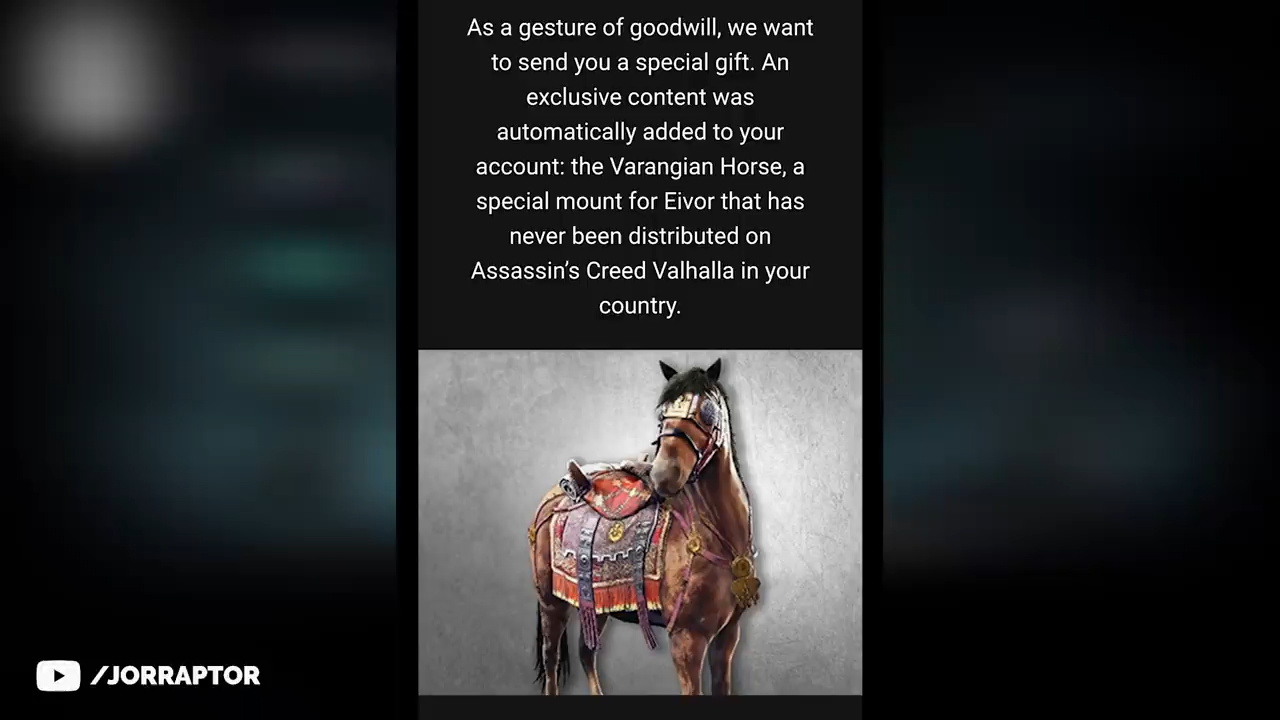 As a gesture of goodwill, we want
to send you a special gift. An
exclusive content was
automatically added to your
account: the Varangian Horse, a
special mount for Eivor that has
never been distributed on
Assassin’s Creed Valhalla in your
country.
/JORRAPTOR